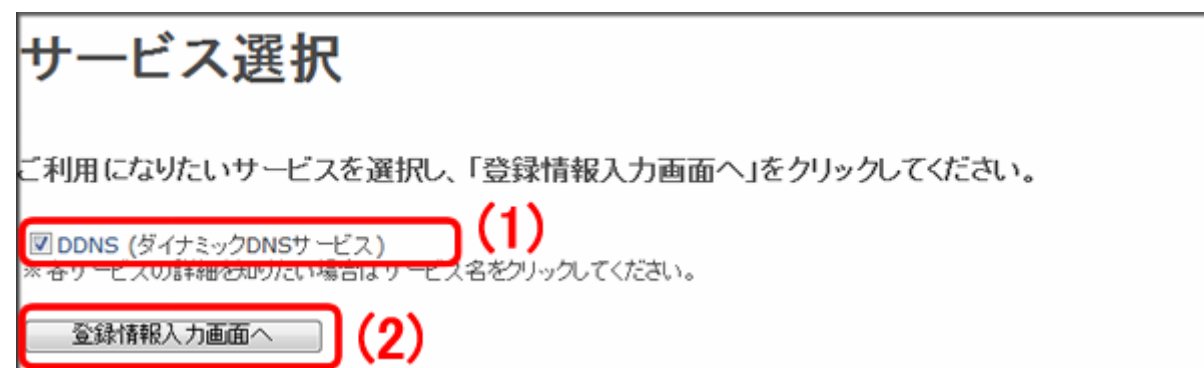 サービス選択
ご利用になりたいサービスを選択し、「登録情報入力画面へ」をクリックしてください。
(1)
DDNS (ダイナミックDNSサービス)
※各サービスの詳細を知りたい場合はサービス名をクリックしてください。
登録情報入力画面へ (2)